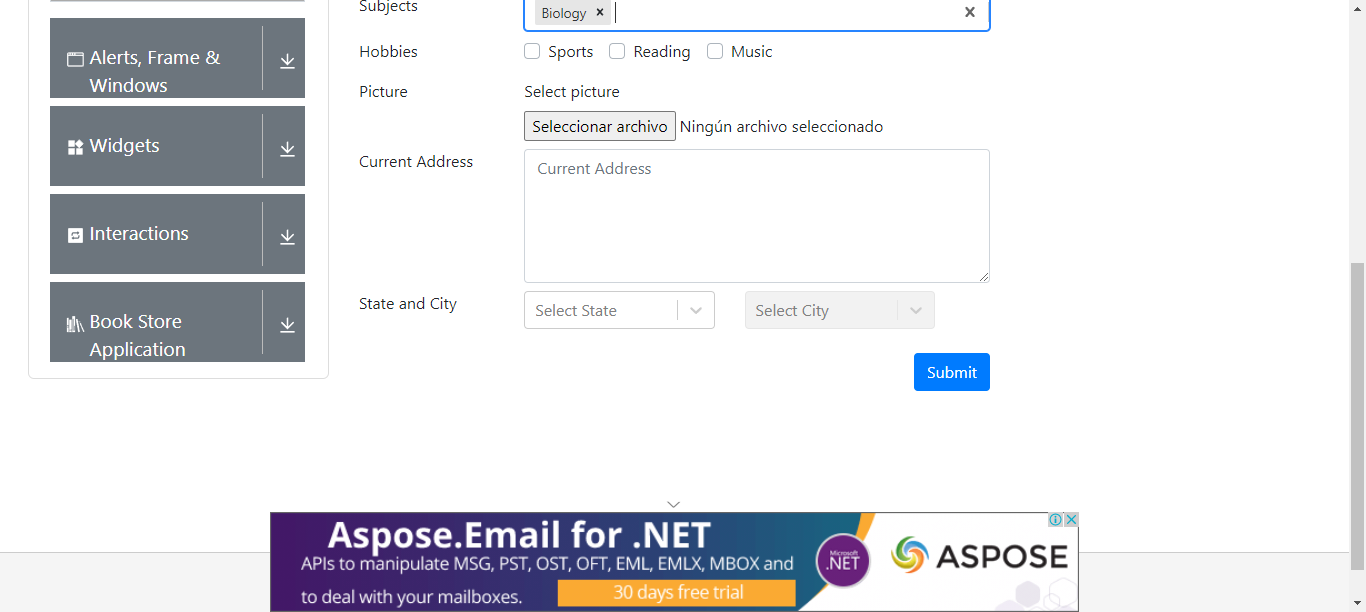 Subjects
Biology ×
Alerts, Frame &
Windows
Hobbies
Sports Reading Music
Picture
Select picture
Seleccionar archivo Ningún archivo seleccionado
Widgets
Current Address
Current Address
Interactions
State and City
Select State
Select City
Book Store
Application
Submit
Aspose.Email for .NET
APIs to manipulate MSG, PST, OST, OFT, EML, EMLX, MBOX and
to deal with your mailboxes.
30 days free trial
Microsoft
.NET
ASPOSE